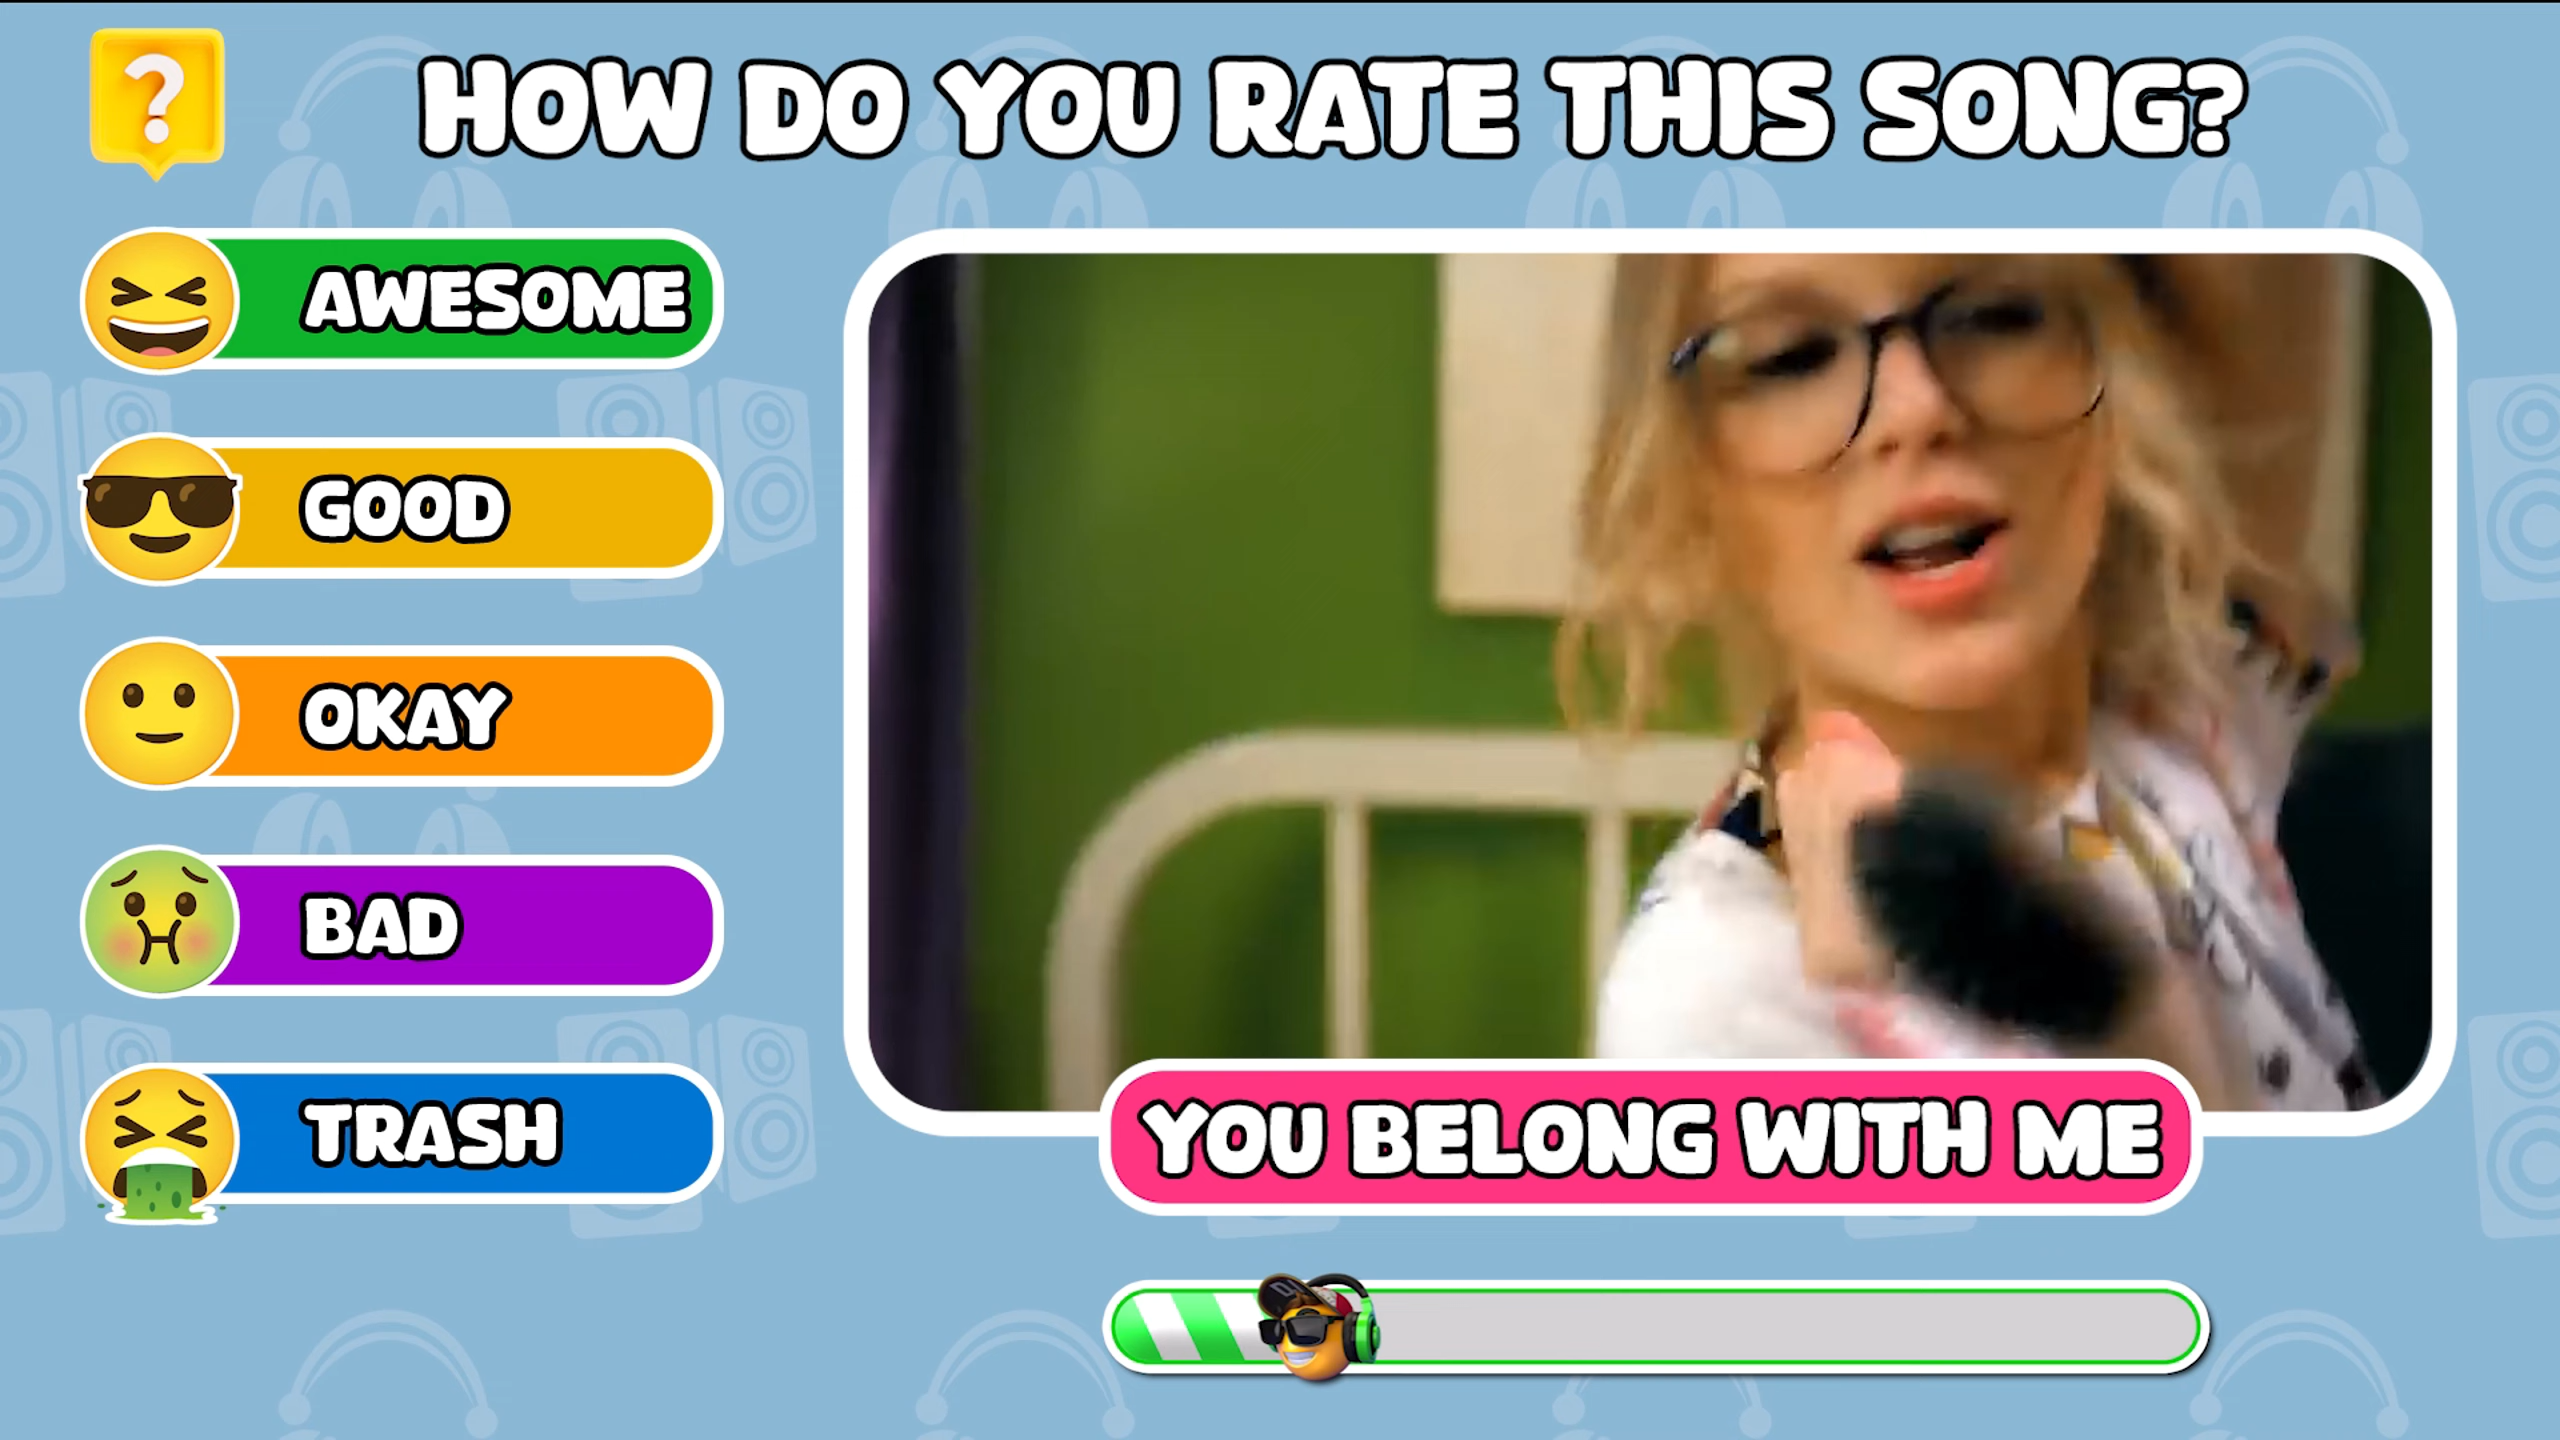 ?
HOW DO YOU RATE THIS SONG?
AWESOME
GOOD
OKAY
BAD
TRASH
YOU BELONG WITH ME